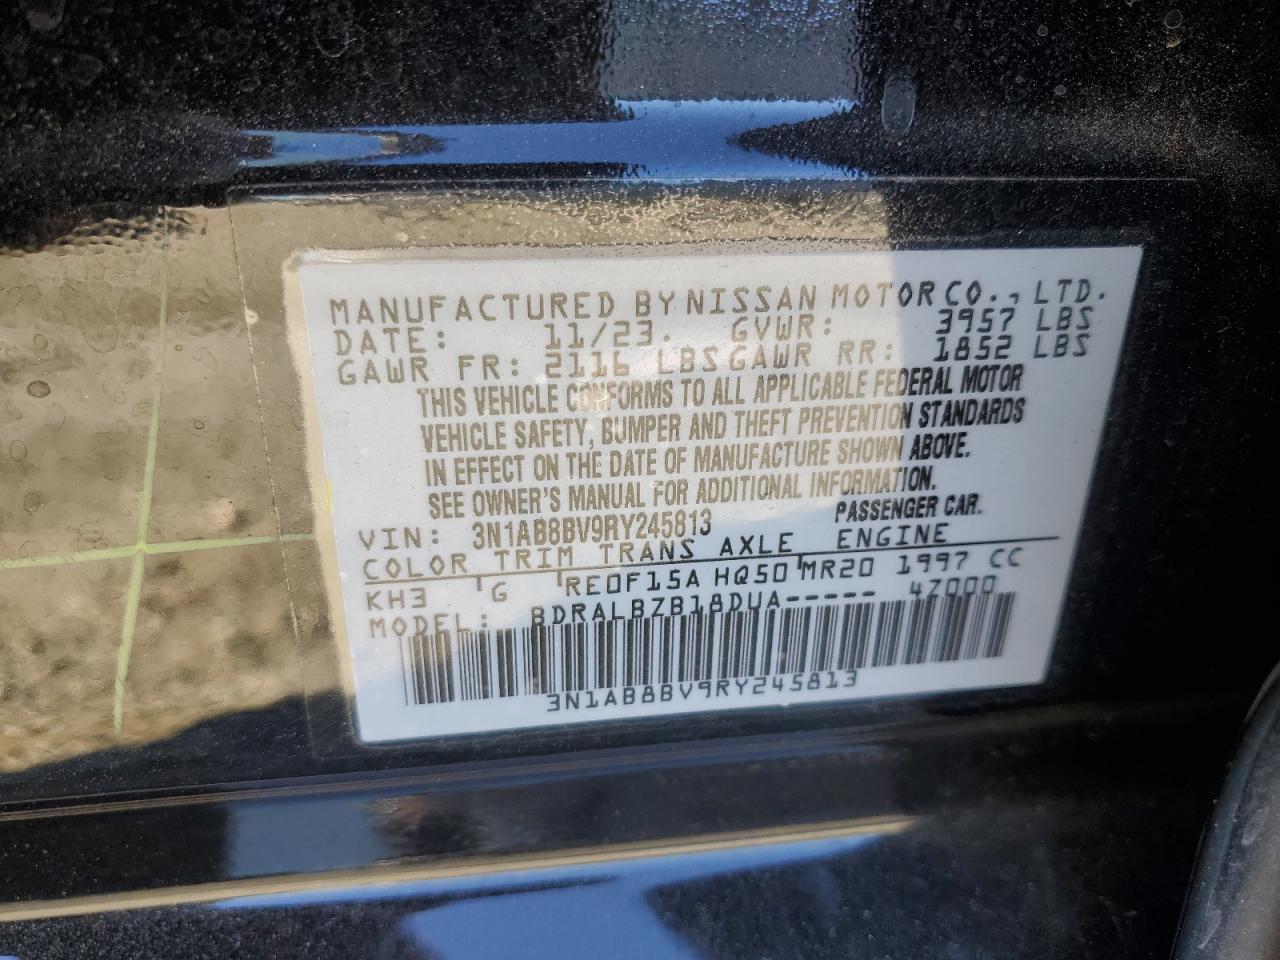 MANUFACTURED BY NISSAN MOTOR CO., LTD.
DATE: 11/23. GVWR: 3957 LBS
GAWR FR: 2116 LBS GAWR RR: 1852 LBS
THIS VEHICLE CONFORMS TO ALL APPLICABLE FEDERAL MOTOR
VEHICLE SAFETY, BUMPER AND THEFT PREVENTION STANDARDS
IN EFFECT ON THE DATE OF MANUFACTURE SHOWN ABOVE.
SEE OWNER'S MANUAL FOR ADDITIONAL INFORMATION.
VIN: 3N1AB8BV9RY245813 PASSENGER CAR.
COLOR TRIM TRANS AXLE ENGINE
KH3 G RE0F15A HQ50 MR20 1997 CC
MODEL: BDRALBZB18DUA----- 4Z000
3N1AB8BV9RY245813